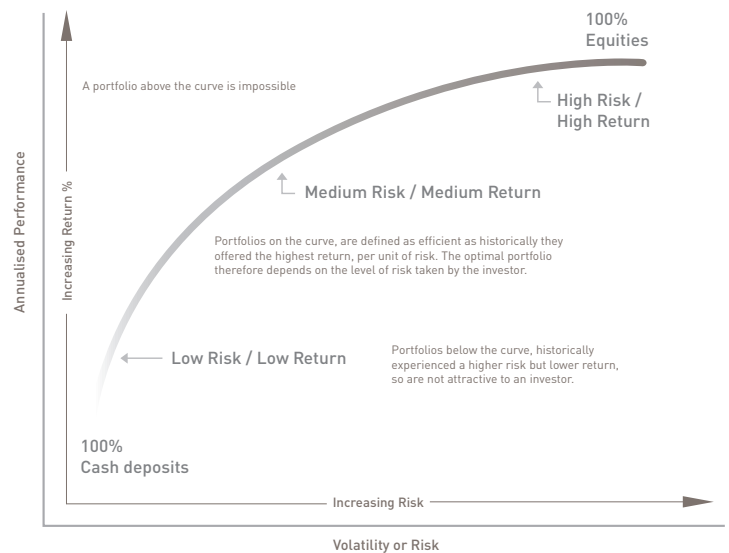 100%
Equities
A portfolio above the curve is impossible
High Risk /
High Return
Medium Risk / Medium Return
Annualised Performance
Increasing Return %
Portfolios on the curve, are defined as efficient as historically they
offered the highest return, per unit of risk. The optimal portfolio
therefore depends on the level of risk taken by the investor.
Low Risk / Low Return
Portfolios below the curve, historically
experienced a higher risk but lower return,
so are not attractive to an investor.
100%
Cash deposits
Increasing Risk
Volatility or Risk